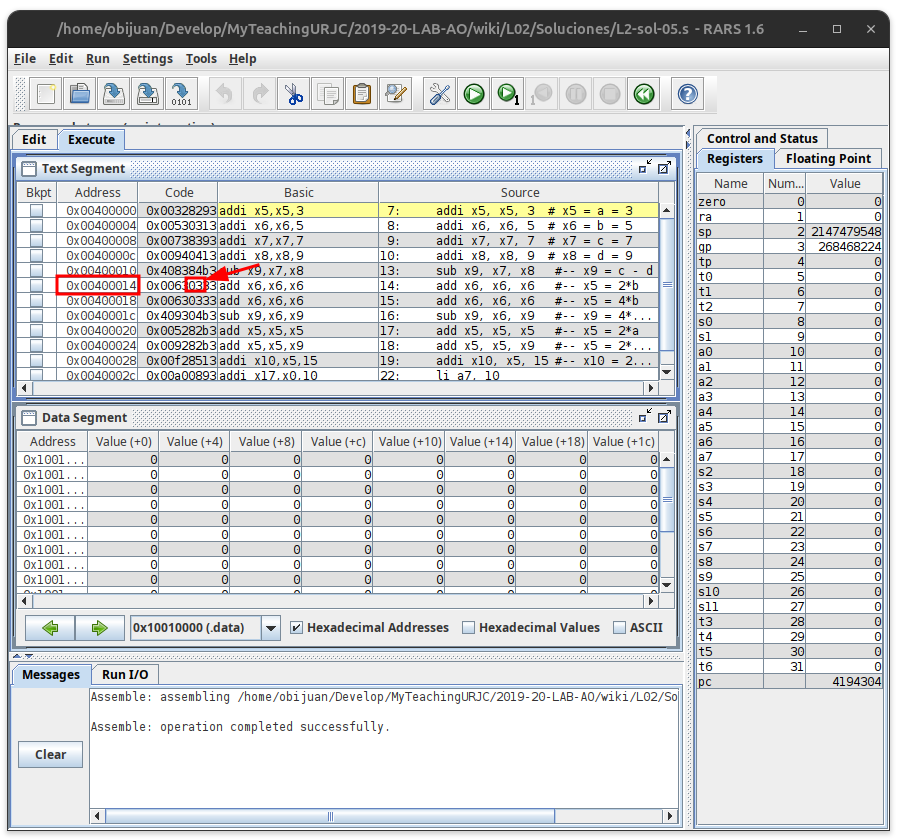 /home/obijuan/Develop/MyTeachingURJC/2019-20-LAB-AO/wiki/L02/Soluciones/L2-sol-05.s - RARS 1.6
File Edit Run Settings Tools Help
Edit Execute
Text Segment
Bkpt Address Code Basic Source
0x00400000 0x00328293 addi x5,x5,3 7: addi x5, x5, 3 # x5 = a = 3
0x00400004 0x00530313 addi x6,x6,5 8: addi x6, x6, 5 # x6 = b = 5
0x00400008 0x00738393 addi x7,x7,7 9: addi x7, x7, 7 # x7 = c = 7
0x0040000c 0x00940413 addi x8,x8,9 10: addi x8, x8, 9 # x8 = d = 9
0x00400010 0x408384b3 sub x9,x7,x8 13: sub x9, x7, x8 #-- x9 = c - d
0x00400014 0x00630333 add x6,x6,x6 14: add x6, x6, x6 #-- x5 = 2*b
0x00400018 0x00630333 add x6,x6,x6 15: add x6, x6, x6 #-- x5 = 4*b
0x0040001c 0x409304b3 sub x9,x6,x9 16: sub x9, x6, x9 #-- x9 = 4*...
0x00400020 0x005282b3 add x5,x5,x5 17: add x5, x5, x5 #-- x5 = 2*a
0x00400024 0x009282b3 add x5,x5,x9 18: add x5, x5, x9 #-- x5 = 2*...
0x00400028 0x00f28513 addi x10,x5,15 19: addi x10, x5, 15 #-- x10 = 2...
0x0040002c 0x00a00893 addi x17,x0,10 22: li a7, 10
Data Segment
Address Value (+0) Value (+4) Value (+8) Value (+c) Value (+10) Value (+14) Value (+18) Value (+1c)
0x1001... 0 0 0 0 0 0 0 0
0x1001... 0 0 0 0 0 0 0 0
0x1001... 0 0 0 0 0 0 0 0
0x1001... 0 0 0 0 0 0 0 0
0x1001... 0 0 0 0 0 0 0 0
0x1001... 0 0 0 0 0 0 0 0
0x1001... 0 0 0 0 0 0 0 0
0x1001... 0 0 0 0 0 0 0 0
0x1001... 0 0 0 0 0 0 0 0
0x10010000 (.data) Hexadecimal Addresses Hexadecimal Values ASCII
Messages Run I/O
Assemble: assembling /home/obijuan/Develop/MyTeachingURJC/2019-20-LAB-AO/wiki/L02/So
Assemble: operation completed successfully.
Clear
Control and Status
Registers Floating Point
Name Num... Value
zero 0 0
ra 1 0
sp 2 2147479548
gp 3 268468224
tp 4 0
t0 5 0
t1 6 0
t2 7 0
s0 8 0
s1 9 0
a0 10 0
a1 11 0
a2 12 0
a3 13 0
a4 14 0
a5 15 0
a6 16 0
a7 17 0
s2 18 0
s3 19 0
s4 20 0
s5 21 0
s6 22 0
s7 23 0
s8 24 0
s9 25 0
s10 26 0
s11 27 0
t3 28 0
t4 29 0
t5 30 0
t6 31 0
pc 4194304